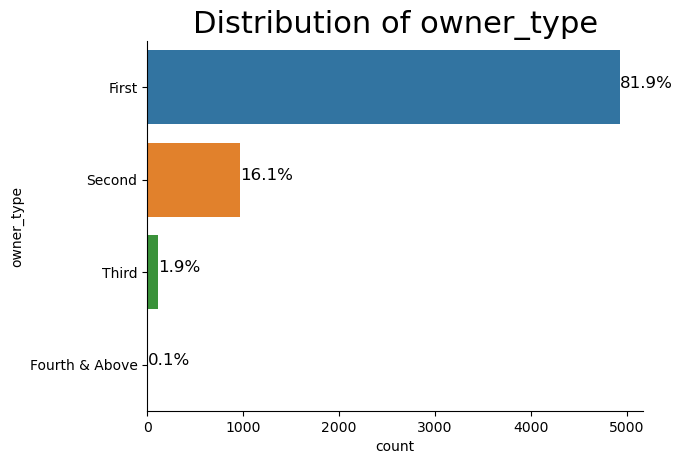 Distribution of owner_type
First
81.9%
Second
16.1%
owner_type
Third
1.9%
Fourth & Above
0.1%
0 1000 2000 3000 4000 5000
count